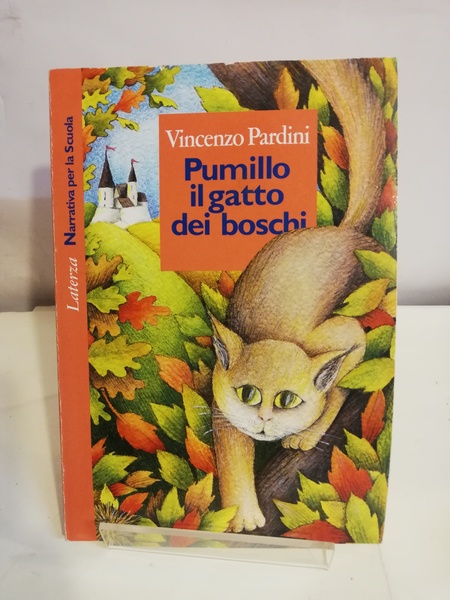 Vincenzo Pardini
Pumillo
il gatto
dei boschi
Laterza Narrativa per la Scuola